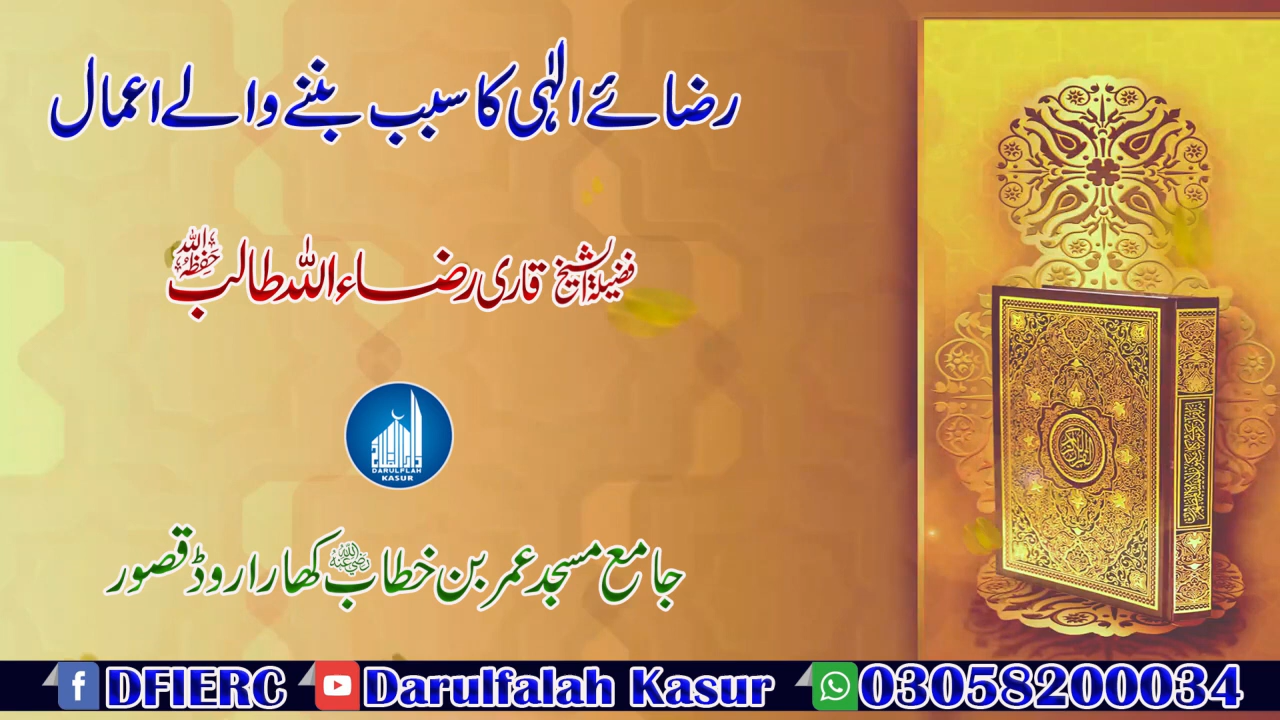 رضائے الٰہی کا سبب بننے والے اعمال
فضیلۃ الشیخ قاری رضاء اللہ طالب حفظہ اللہ
DARULFLAH
KASUR
جامع مسجد عمر بن خطاب رضی اللہ عنہ کھارا روڈ قصور
DFIERC Darulfalah Kasur 03058200034